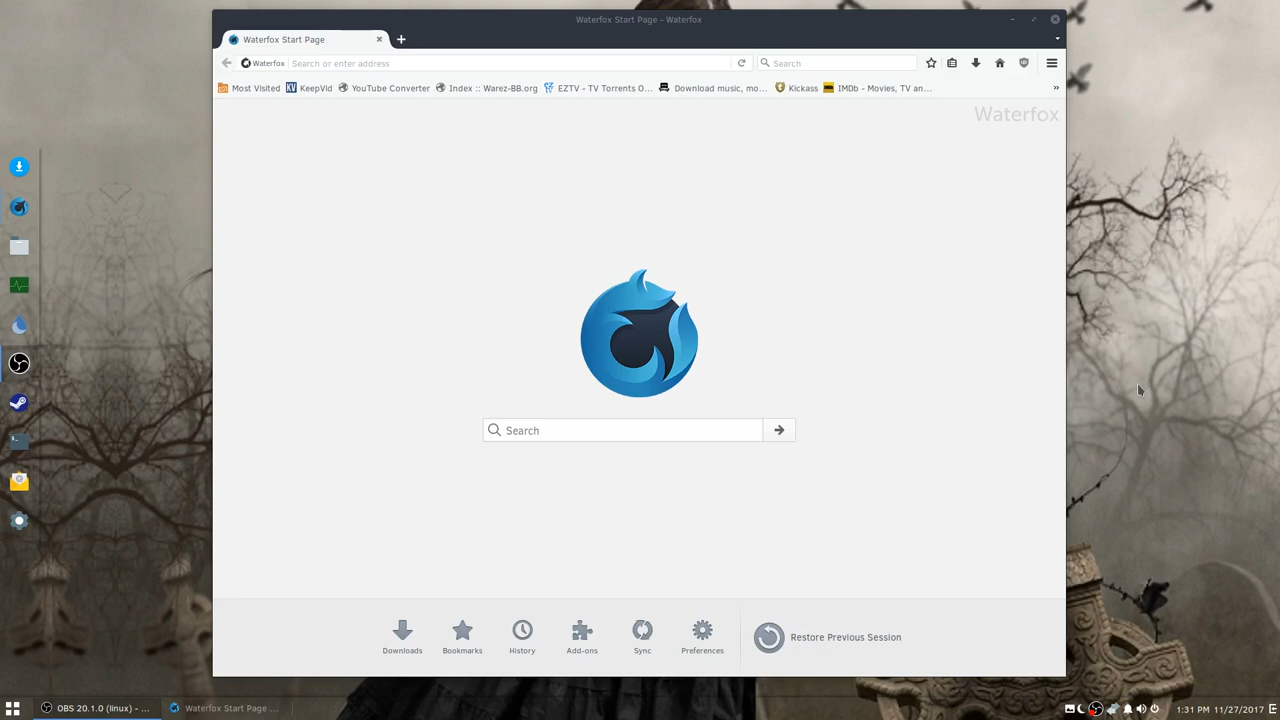 Waterfox Start Page - Waterfox
Waterfox Start Page
Waterfox Search or enter address
Search
Most Visited KeepVid YouTube Converter Index :: Warez-BB.org EZTV - TV Torrents O... Download music, mo... Kickass IMDb - Movies, TV an... »
Waterfox
Search
Downloads Bookmarks History Add-ons Sync Preferences Restore Previous Session
OBS 20.1.0 (linux) - ... Waterfox Start Page ... 1:31 PM 11/27/2017